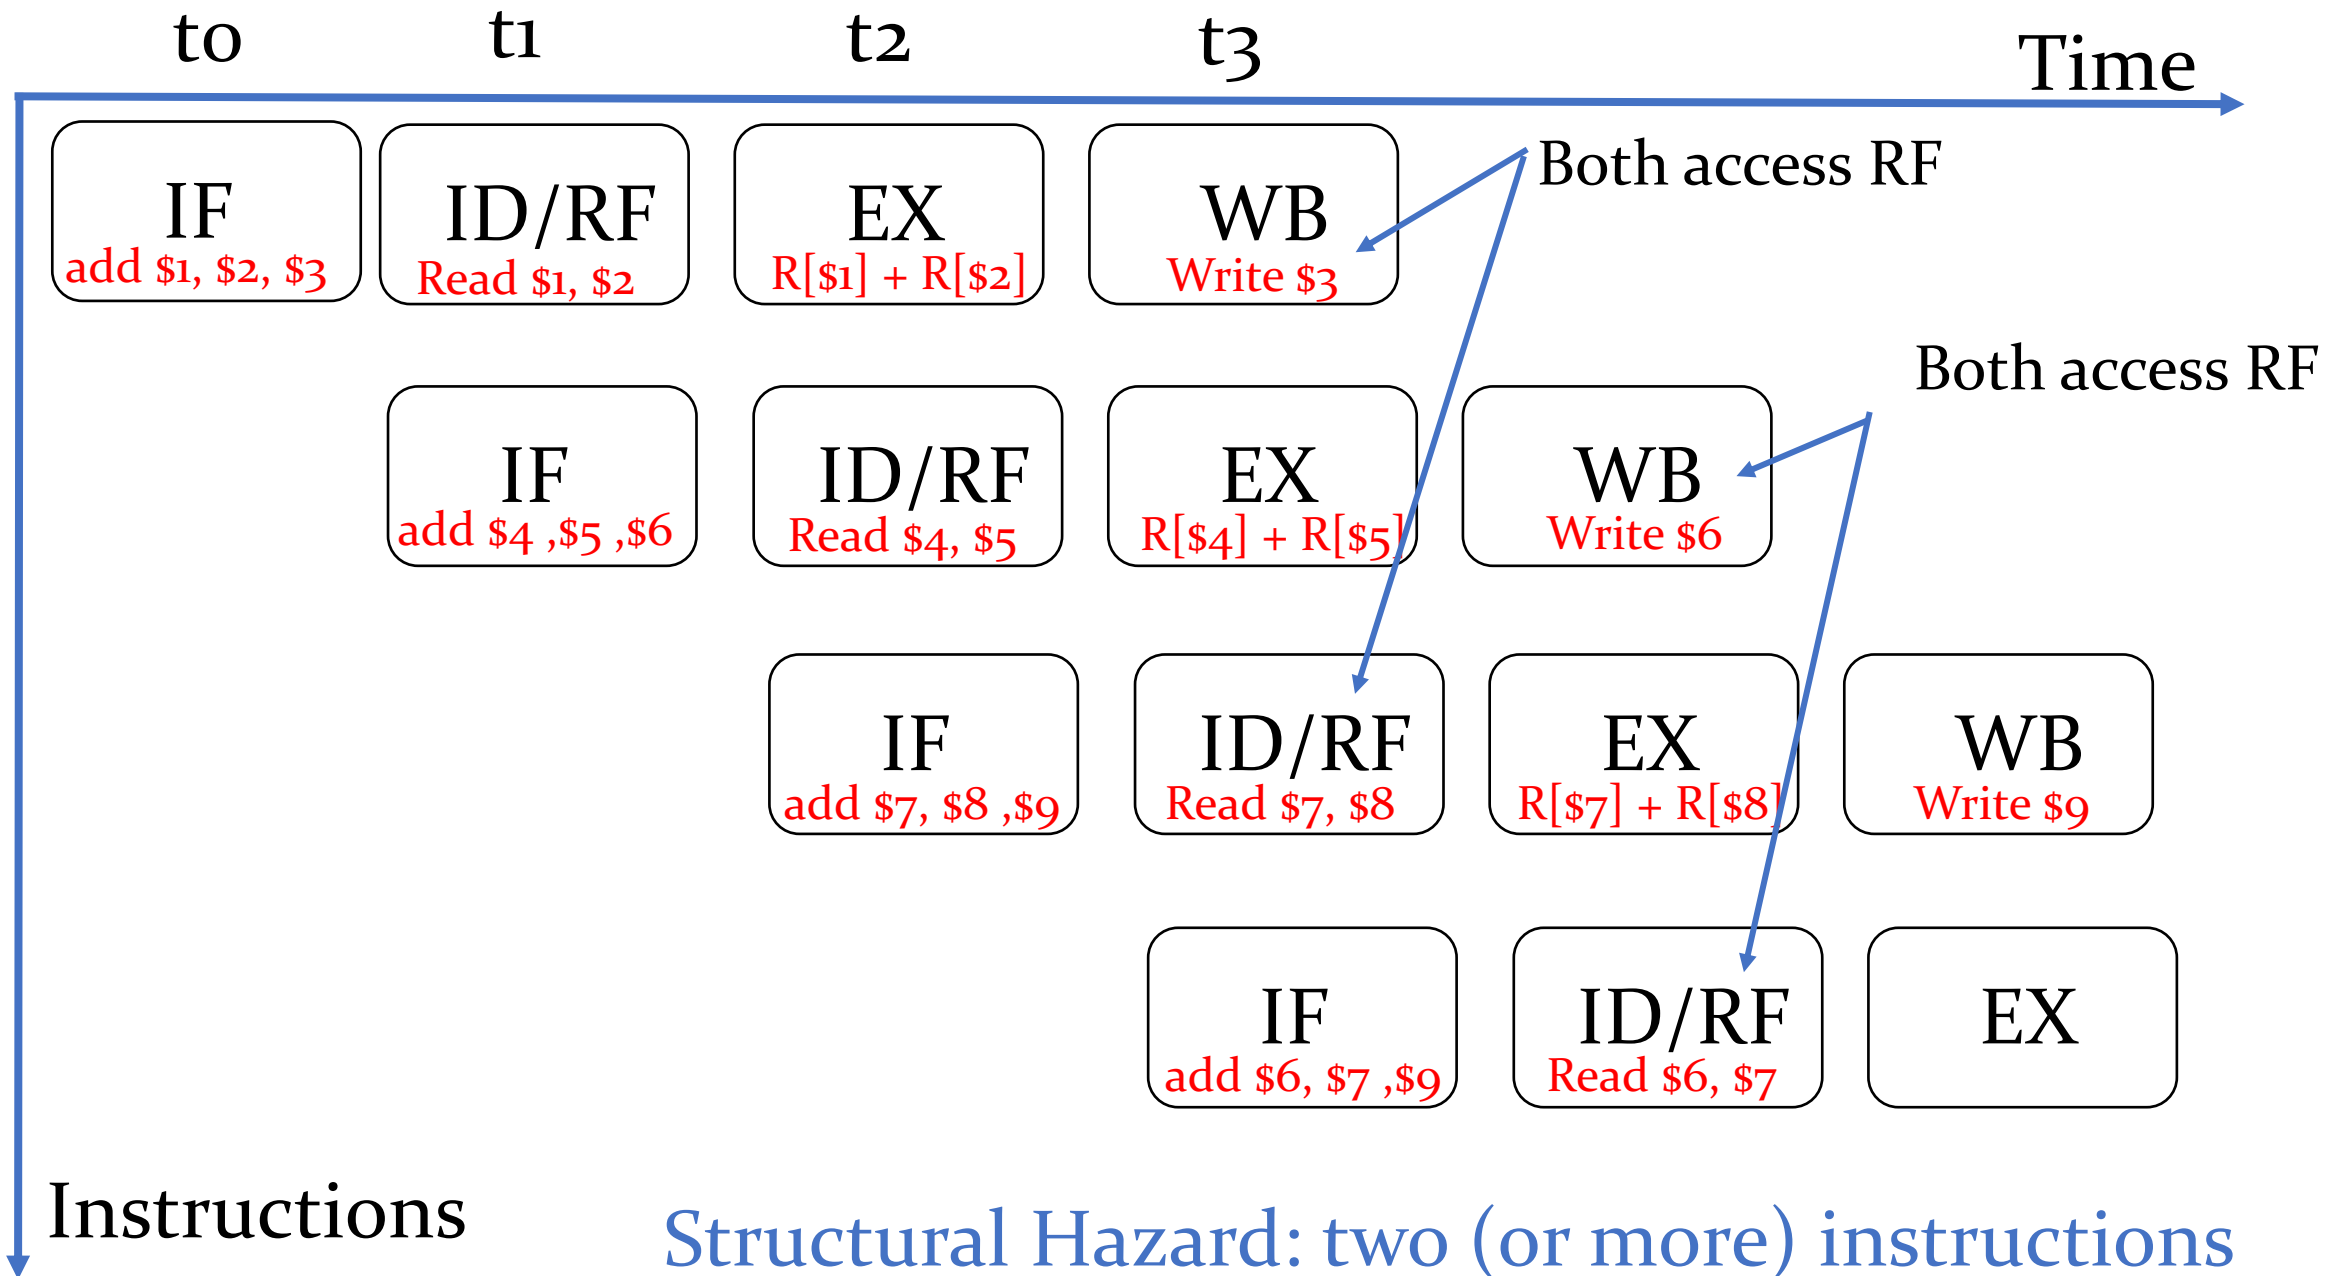 t0 t1 t2 t3 Time
Both access RF
IF ID/RF EX WB
add $1, $2, $3 Read $1, $2 R[$1] + R[$2] Write $3
Both access RF
IF ID/RF EX WB
add $4 ,$5 ,$6 Read $4, $5 R[$4] + R[$5] Write $6
IF ID/RF EX WB
add $7, $8 ,$9 Read $7, $8 R[$7] + R[$8] Write $9
IF ID/RF EX
add $6, $7 ,$9 Read $6, $7
Instructions
Structural Hazard: two (or more) instructions